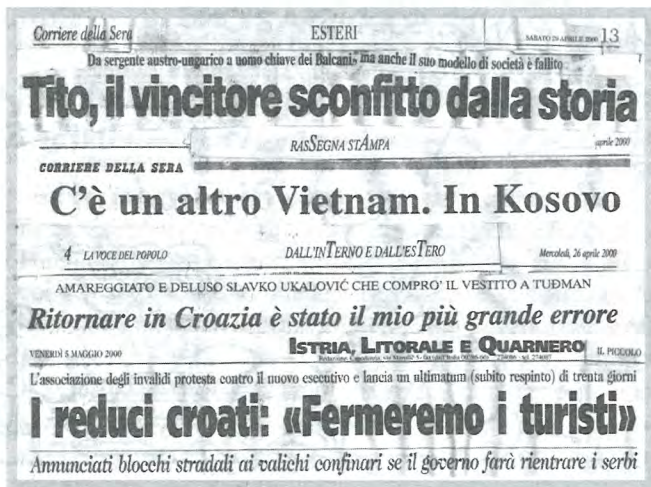 Corriere della Sera ESTERI SABATO 29 APRILE 2000 13
Da sergente austro-ungarico a uomo chiave dei Balcani, ma anche il suo modello di società è fallito
Tito, il vincitore sconfitto dalla storia
RASSEGNA STAMPA aprile 2000
CORRIERE DELLA SERA
C'è un altro Vietnam. In Kosovo
4 LA VOCE DEL POPOLO DALL'INTERNO E DALL'ESTERO Mercoledì, 26 aprile 2000
AMAREGGIATO E DELUSO SLAVKO UKALOVIĆ CHE COMPRO' IL VESTITO A TUĐMAN
Ritornare in Croazia è stato il mio più grande errore
VENERDÌ 5 MAGGIO 2000 ISTRIA, LITORALE E QUARNERO IL PICCOLO
L'associazione degli invalidi protesta contro il nuovo esecutivo e lancia un ultimatum (subito respinto) di trenta giorni
I reduci croati: «Fermeremo i turisti»
Annunciati blocchi stradali ai valichi confinari se il governo farà rientrare i serbi